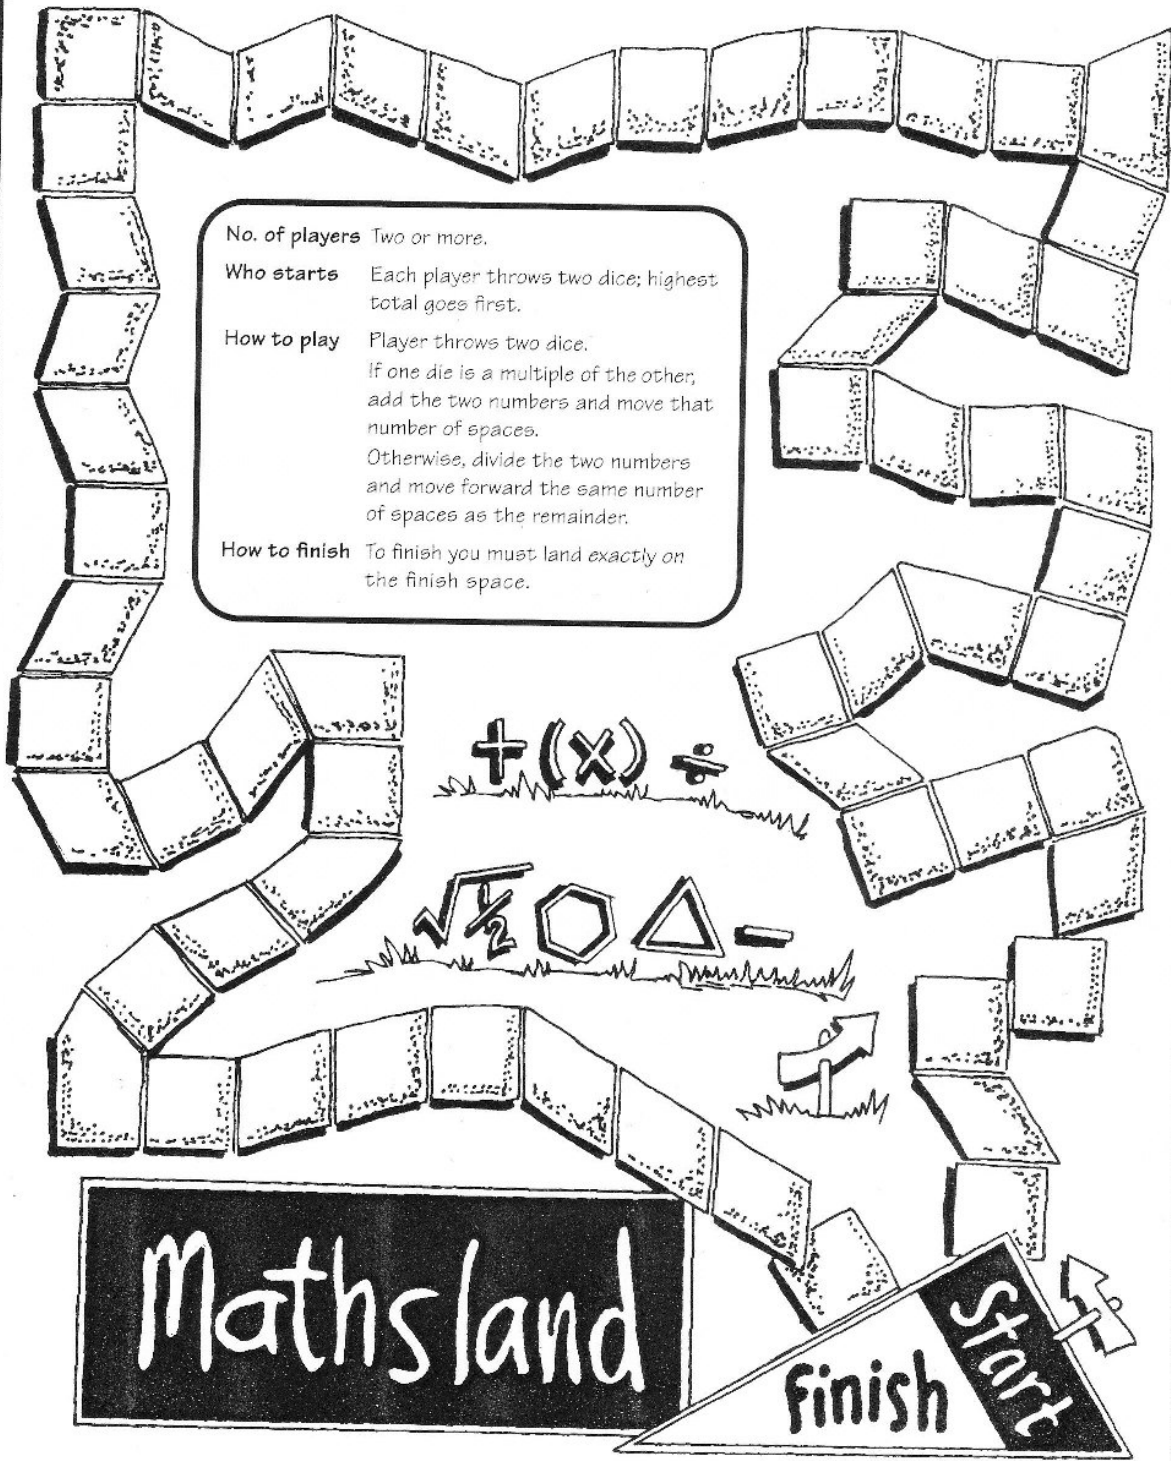 No. of players Two or more.
Who starts Each player throws two dice; highest
total goes first.
How to play Player throws two dice.
If one die is a multiple of the other,
add the two numbers and move that
number of spaces.
Otherwise, divide the two numbers
and move forward the same number
of spaces as the remainder.
How to finish To finish you must land exactly on
the finish space.
+ (×) ÷
√½ ⬡ △ −
Mathsland
Finish
Start